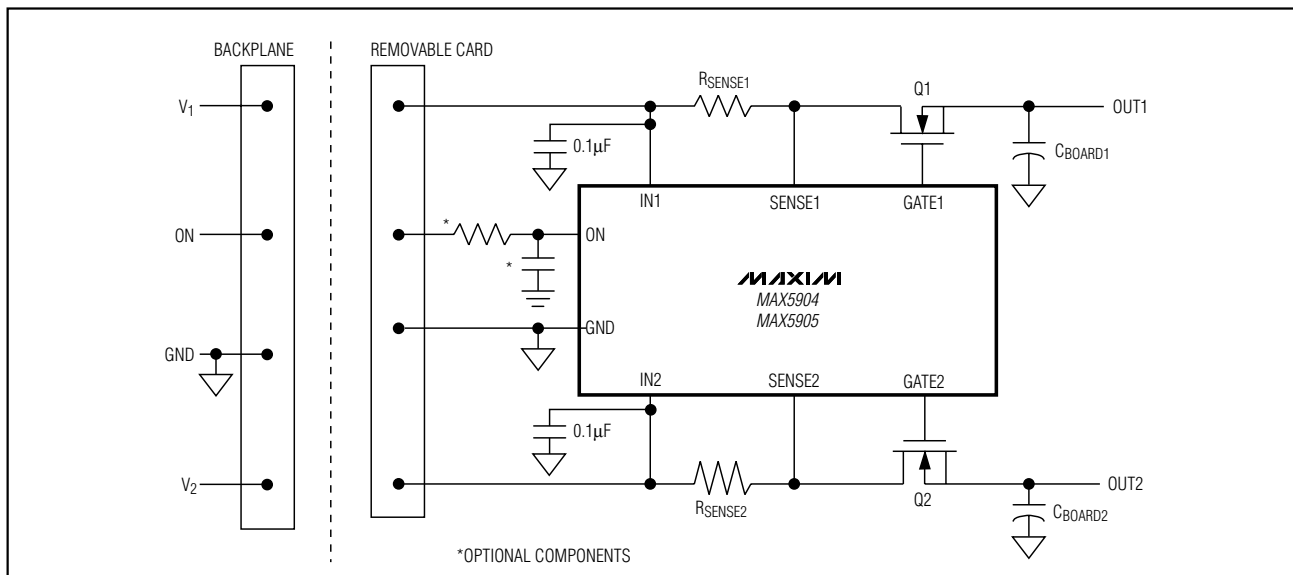 BACKPLANE
REMOVABLE CARD
V1
ON
GND
V2
RSENSE1
Q1
OUT1
0.1µF
CBOARD1
IN1
SENSE1
GATE1
*
ON
*
MAXIM
MAX5904
MAX5905
GND
IN2
SENSE2
GATE2
0.1µF
RSENSE2
Q2
OUT2
CBOARD2
*OPTIONAL COMPONENTS